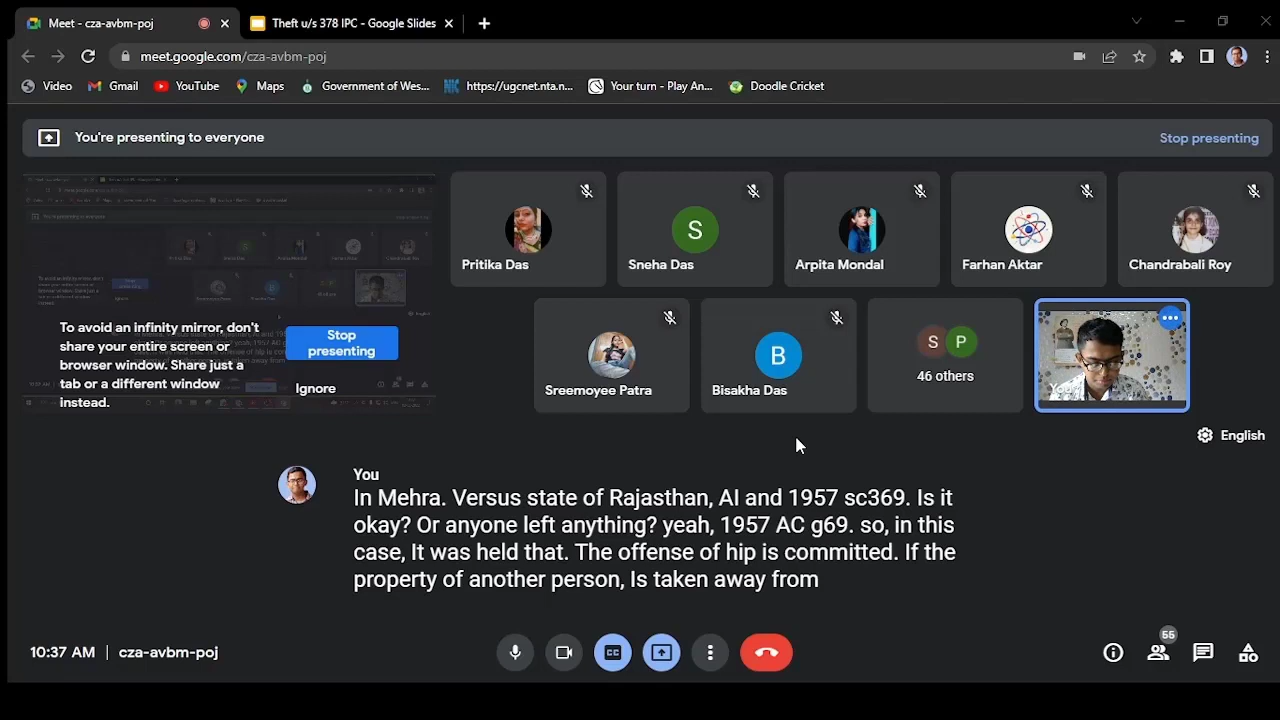 Meet - cza-avbm-poj
Theft u/s 378 IPC - Google Slides
meet.google.com/cza-avbm-poj
Video
Gmail
YouTube
Maps
Government of Wes...
https://ugcnet.nta.n...
Your turn - Play An...
Doodle Cricket
You're presenting to everyone
Stop presenting
To avoid an infinity mirror, don't
share your entire screen or
browser window. Share just a
tab or a different window
instead.
Stop
presenting
Ignore
Pritika Das
S
Sneha Das
Arpita Mondal
Farhan Aktar
Chandrabali Roy
Sreemoyee Patra
B
Bisakha Das
S P
46 others
You
English
You
In Mehra. Versus state of Rajasthan, AI and 1957 sc369. Is it
okay? Or anyone left anything? yeah, 1957 AC g69. so, in this
case, It was held that. The offense of hip is committed. If the
property of another person, Is taken away from
10:37 AM | cza-avbm-poj
CC
55